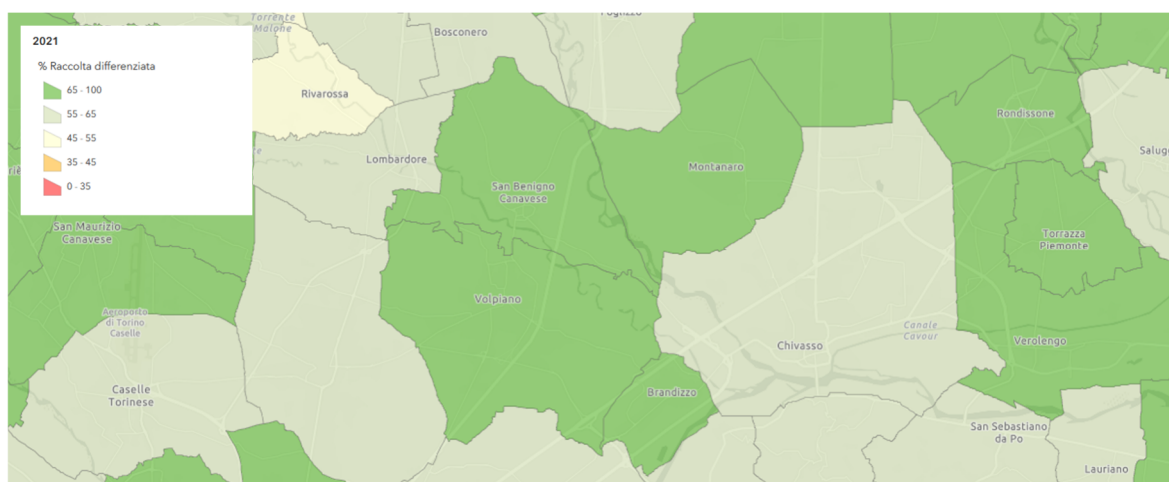 2021
% Raccolta differenziata
65 - 100
55 - 65
45 - 55
35 - 45
0 - 35
Torrente
Malone
Bosconero
Rivarossa
Lombardore
San Benigno
Canavese
Montanaro
Rondissone
San Maurizio
Canavese
Torrazza
Piemonte
Volpiano
Aeroporto
di Torino
Caselle
Canale
Cavour
Chivasso
Verolengo
Caselle
Torinese
Brandizzo
San Sebastiano
da Po
Lauriano